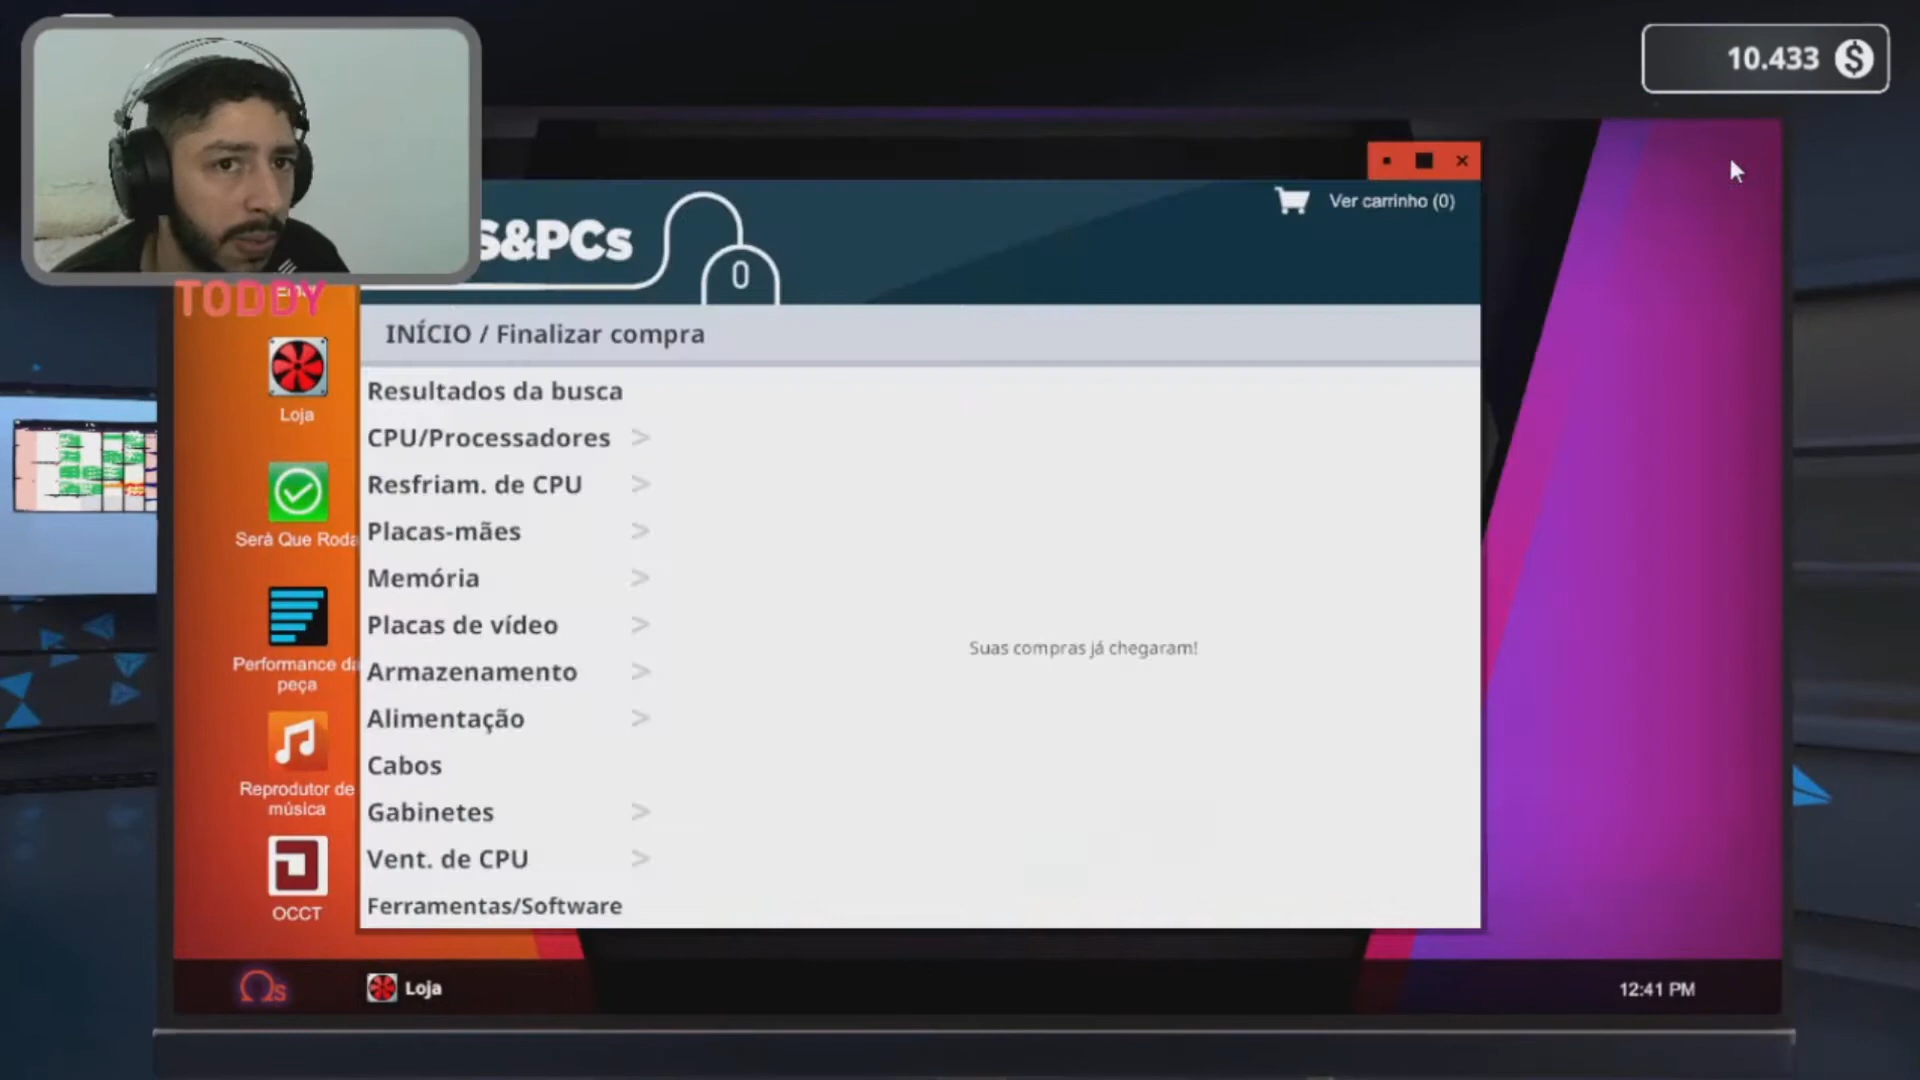 10.433
S&PCs
Ver carrinho (0)
TODDY
INÍCIO / Finalizar compra
Loja
Será Que Roda
Performance da
peça
Reprodutor de
música
OCCT
Resultados da busca
CPU/Processadores >
Resfriam. de CPU >
Placas-mães >
Memória >
Placas de vídeo >
Armazenamento >
Alimentação >
Cabos
Gabinetes >
Vent. de CPU >
Ferramentas/Software
Suas compras já chegaram!
Ωs
Loja
12:41 PM